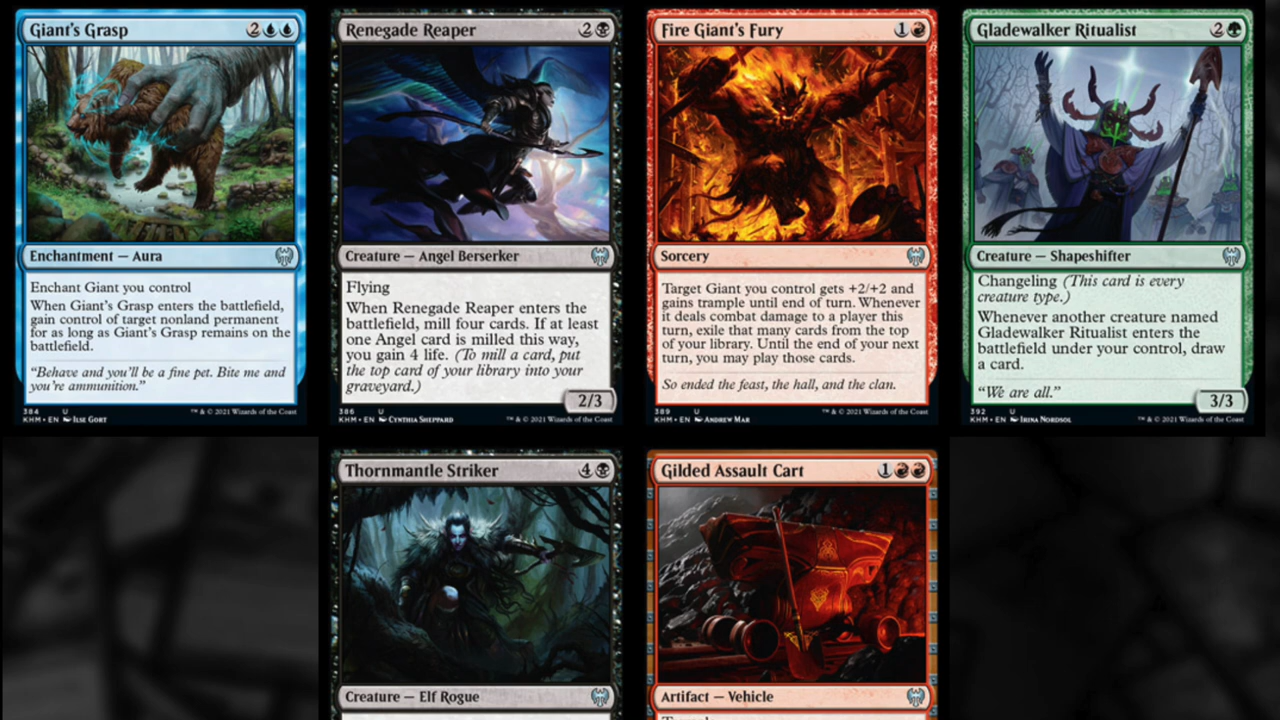 Giant's Grasp 2
Enchantment — Aura
Enchant Giant you control
When Giant's Grasp enters the battlefield,
gain control of target nonland permanent
for as long as Giant's Grasp remains on the
battlefield.
"Behave and you'll be a fine pet. Bite me and
you're ammunition."
384 U
KHM • EN Ilse Gort
™ & © 2021 Wizards of the Coast
Renegade Reaper 2
Creature — Angel Berserker
Flying
When Renegade Reaper enters the
battlefield, mill four cards. If at least
one Angel card is milled this way,
you gain 4 life. (To mill a card, put
the top card of your library into your
graveyard.)
2/3
386 U
KHM • EN Cynthia Sheppard
™ & © 2021 Wizards of the Coast
Fire Giant's Fury 1
Sorcery
Target Giant you control gets +2/+2 and
gains trample until end of turn. Whenever
it deals combat damage to a player this
turn, exile that many cards from the top
of your library. Until the end of your next
turn, you may play those cards.
So ended the feast, the hall, and the clan.
389 U
KHM • EN Andrew Mar
™ & © 2021 Wizards of the Coast
Gladewalker Ritualist 2
Creature — Shapeshifter
Changeling (This card is every
creature type.)
Whenever another creature named
Gladewalker Ritualist enters the
battlefield under your control, draw
a card.
"We are all."
3/3
392 U
KHM • EN Irina Nordsol
™ & © 2021 Wizards of the Coast
Thornmantle Striker 4
Creature — Elf Rogue
Gilded Assault Cart 1
Artifact — Vehicle